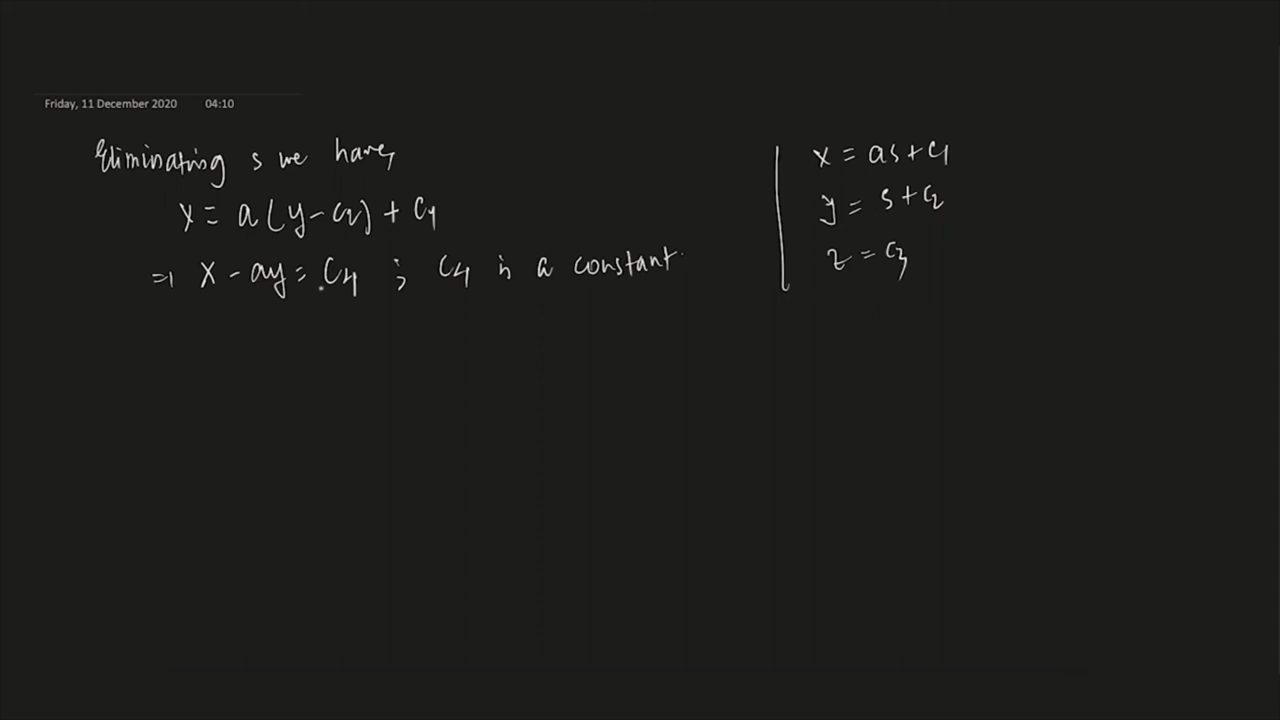 Friday, 11 December 2020 04:10
Eliminating s we have,
x = a(y-c₂) + c₁
⇒ x - ay = C₄ ; C₄ is a constant.
x = as + c₁
y = s + c₂
z = c₃